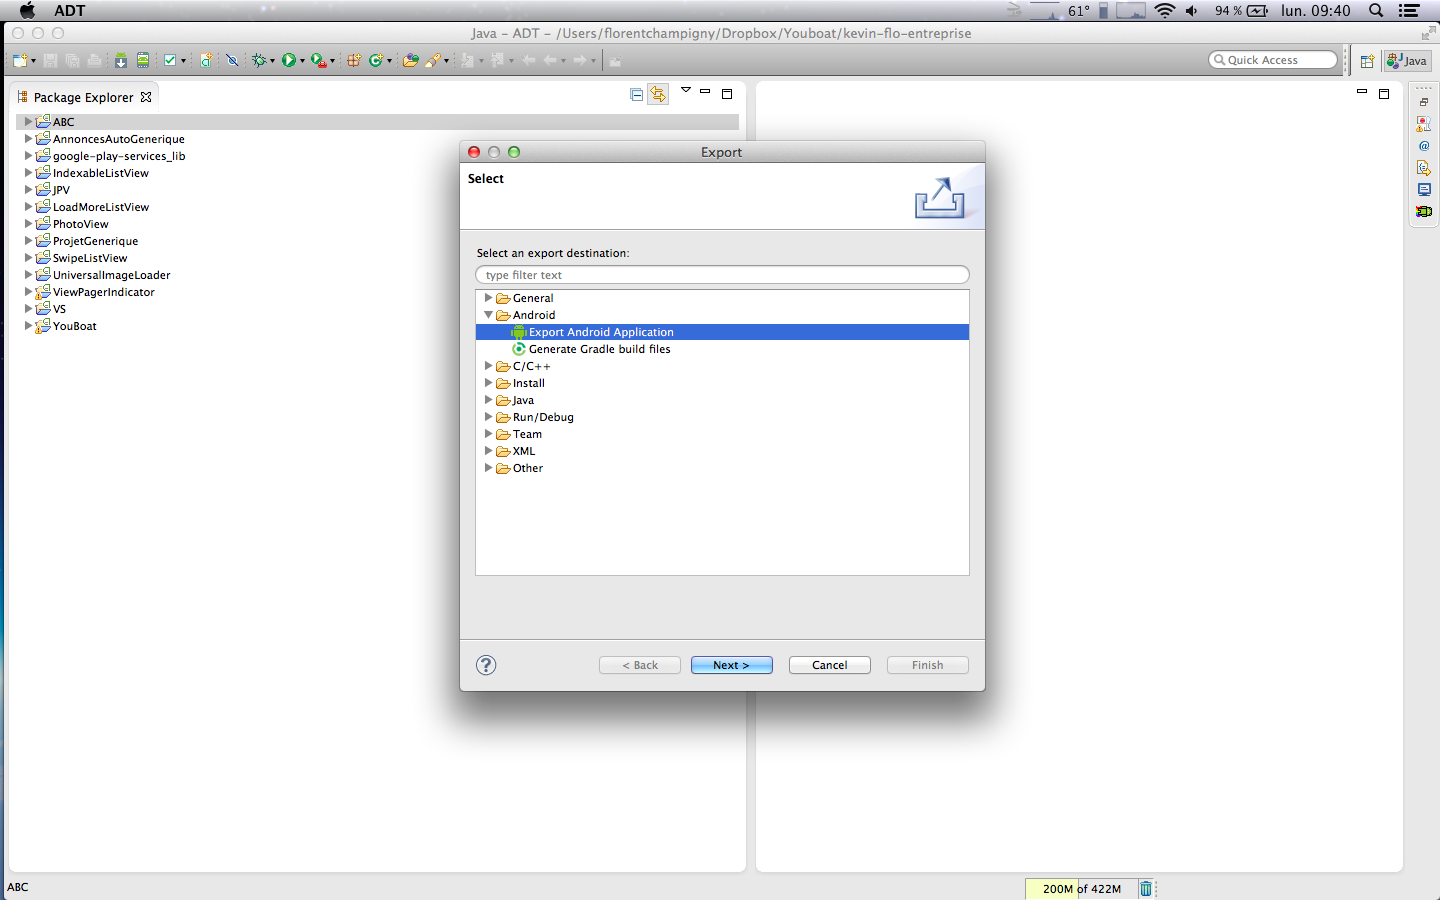 ADT
61°
94 %
lun. 09:40
Java – ADT – /Users/florentchampigny/Dropbox/Youboat/kevin-flo-entreprise
Quick Access
Java
Package Explorer
ABC
AnnoncesAutoGenerique
google-play-services_lib
IndexableListView
JPV
LoadMoreListView
PhotoView
ProjetGenerique
SwipeListView
UniversalImageLoader
ViewPagerIndicator
VS
YouBoat
Export
Select
Select an export destination:
type filter text
General
Android
Export Android Application
Generate Gradle build files
C/C++
Install
Java
Run/Debug
Team
XML
Other
?
< Back
Next >
Cancel
Finish
ABC
200M of 422M